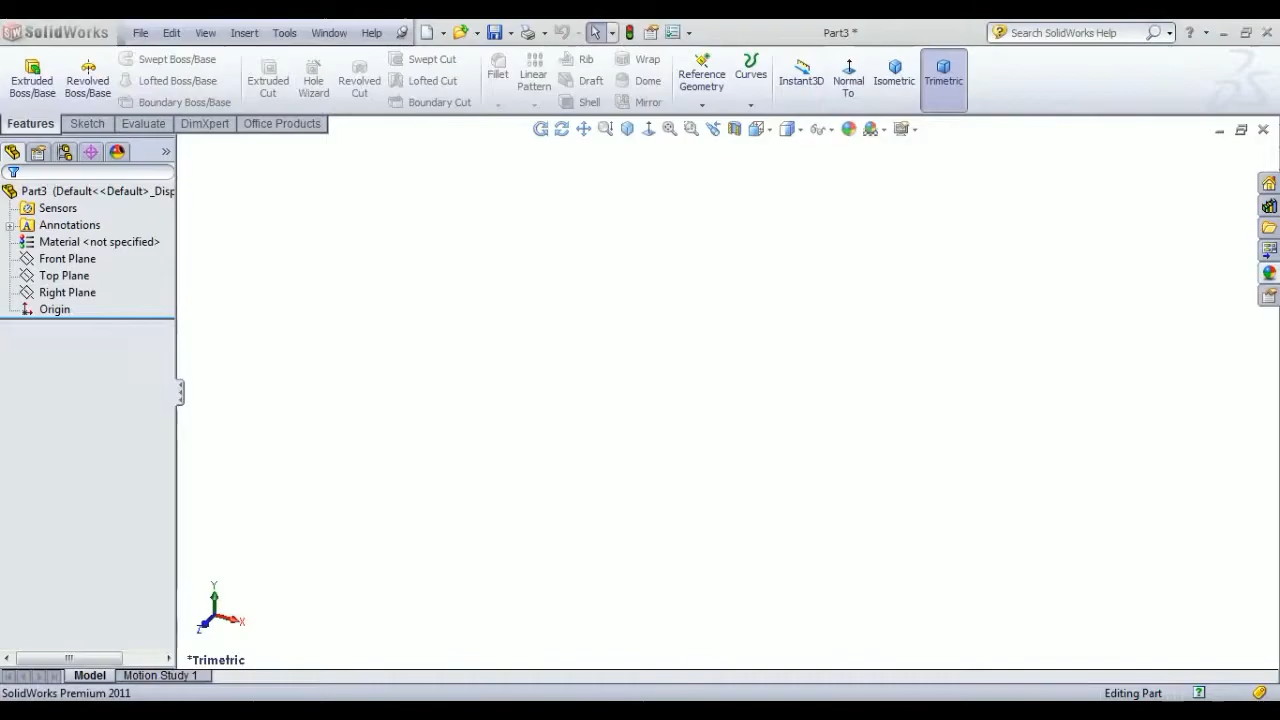 SolidWorks File Edit View Insert Tools Window Help Part3 * Search SolidWorks Help
Extruded Boss/Base
Revolved Boss/Base
Swept Boss/Base
Lofted Boss/Base
Boundary Boss/Base
Extruded Cut
Hole Wizard
Revolved Cut
Swept Cut
Lofted Cut
Boundary Cut
Fillet
Linear Pattern
Rib
Draft
Shell
Wrap
Dome
Mirror
Reference Geometry
Curves
Instant3D
Normal To
Isometric
Trimetric
Features Sketch Evaluate DimXpert Office Products
Part3 (Default<<Default>_Disp
Sensors
Annotations
Material <not specified>
Front Plane
Top Plane
Right Plane
Origin
Y
X
Z
*Trimetric
Model Motion Study 1
SolidWorks Premium 2011 Editing Part